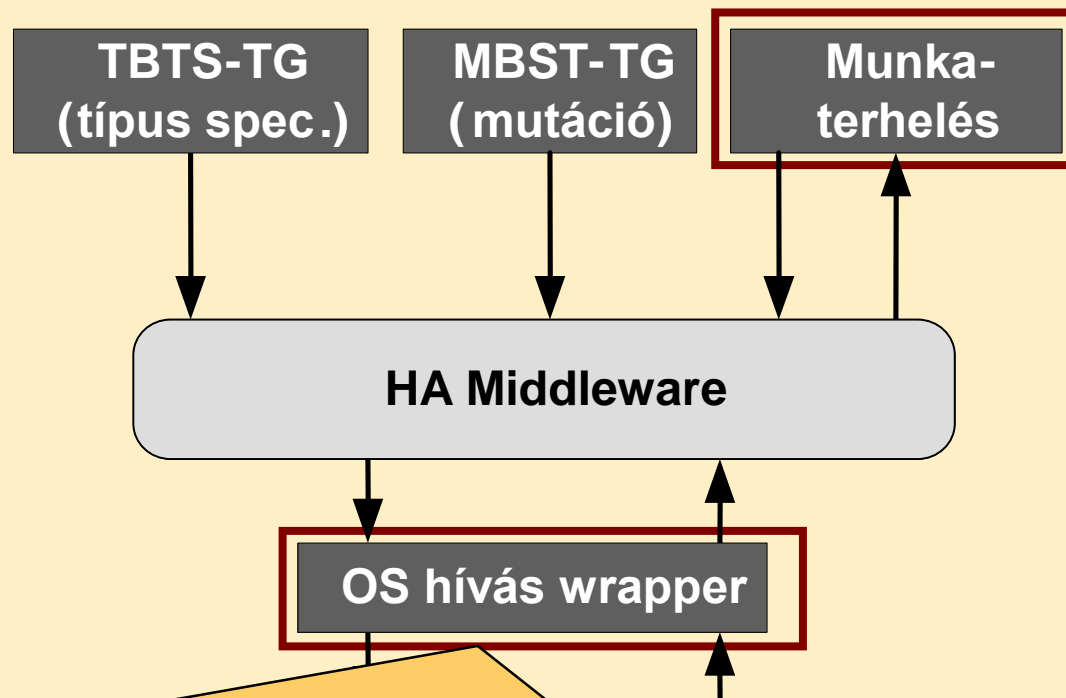 TBTS-TG
(típus spec.)
MBST-TG
(mutáció)
Munka-
terhelés
HA Middleware
OS hívás wrapper